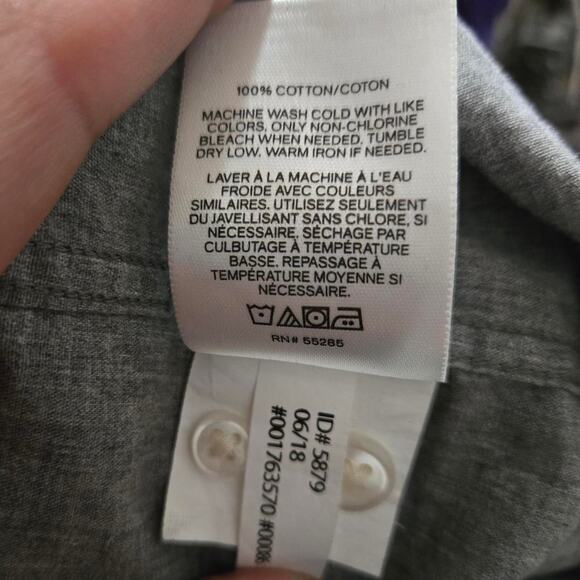 100% COTTON/COTON
MACHINE WASH COLD WITH LIKE
COLORS. ONLY NON-CHLORINE
BLEACH WHEN NEEDED. TUMBLE
DRY LOW. WARM IRON IF NEEDED.
LAVER À LA MACHINE À L'EAU
FROIDE AVEC COULEURS
SIMILAIRES. UTILISEZ SEULEMENT
DU JAVELLISANT SANS CHLORE, SI
NÉCESSAIRE. SÉCHAGE PAR
CULBUTAGE À TEMPÉRATURE
BASSE. REPASSAGE À
TEMPÉRATURE MOYENNE SI
NÉCESSAIRE.
RN# 55285
ID# 5879
06/18
#001763570